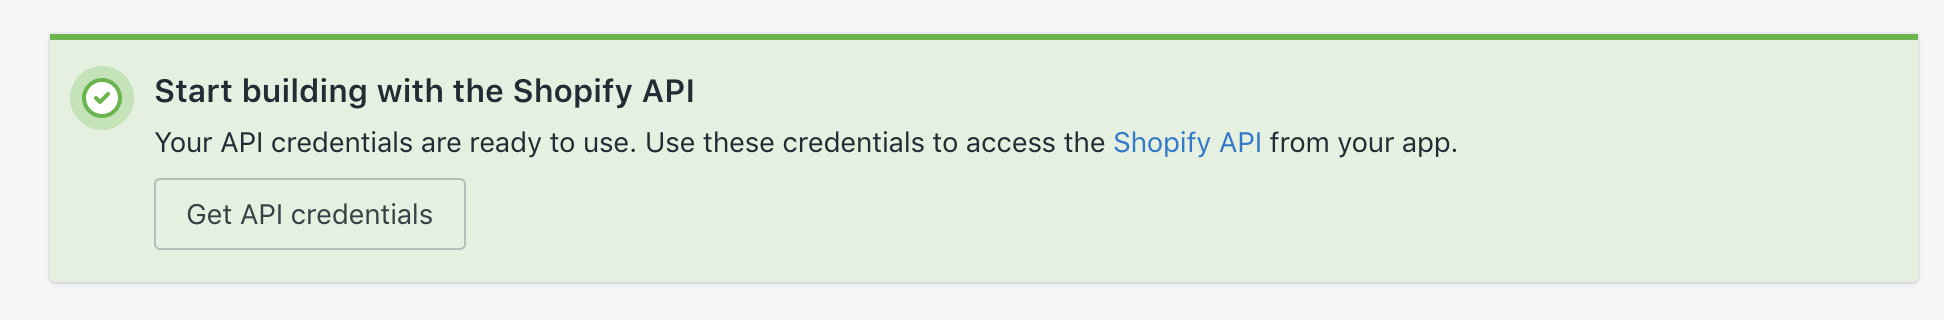 Start building with the Shopify API
Your API credentials are ready to use. Use these credentials to access the Shopify API from your app.
Get API credentials